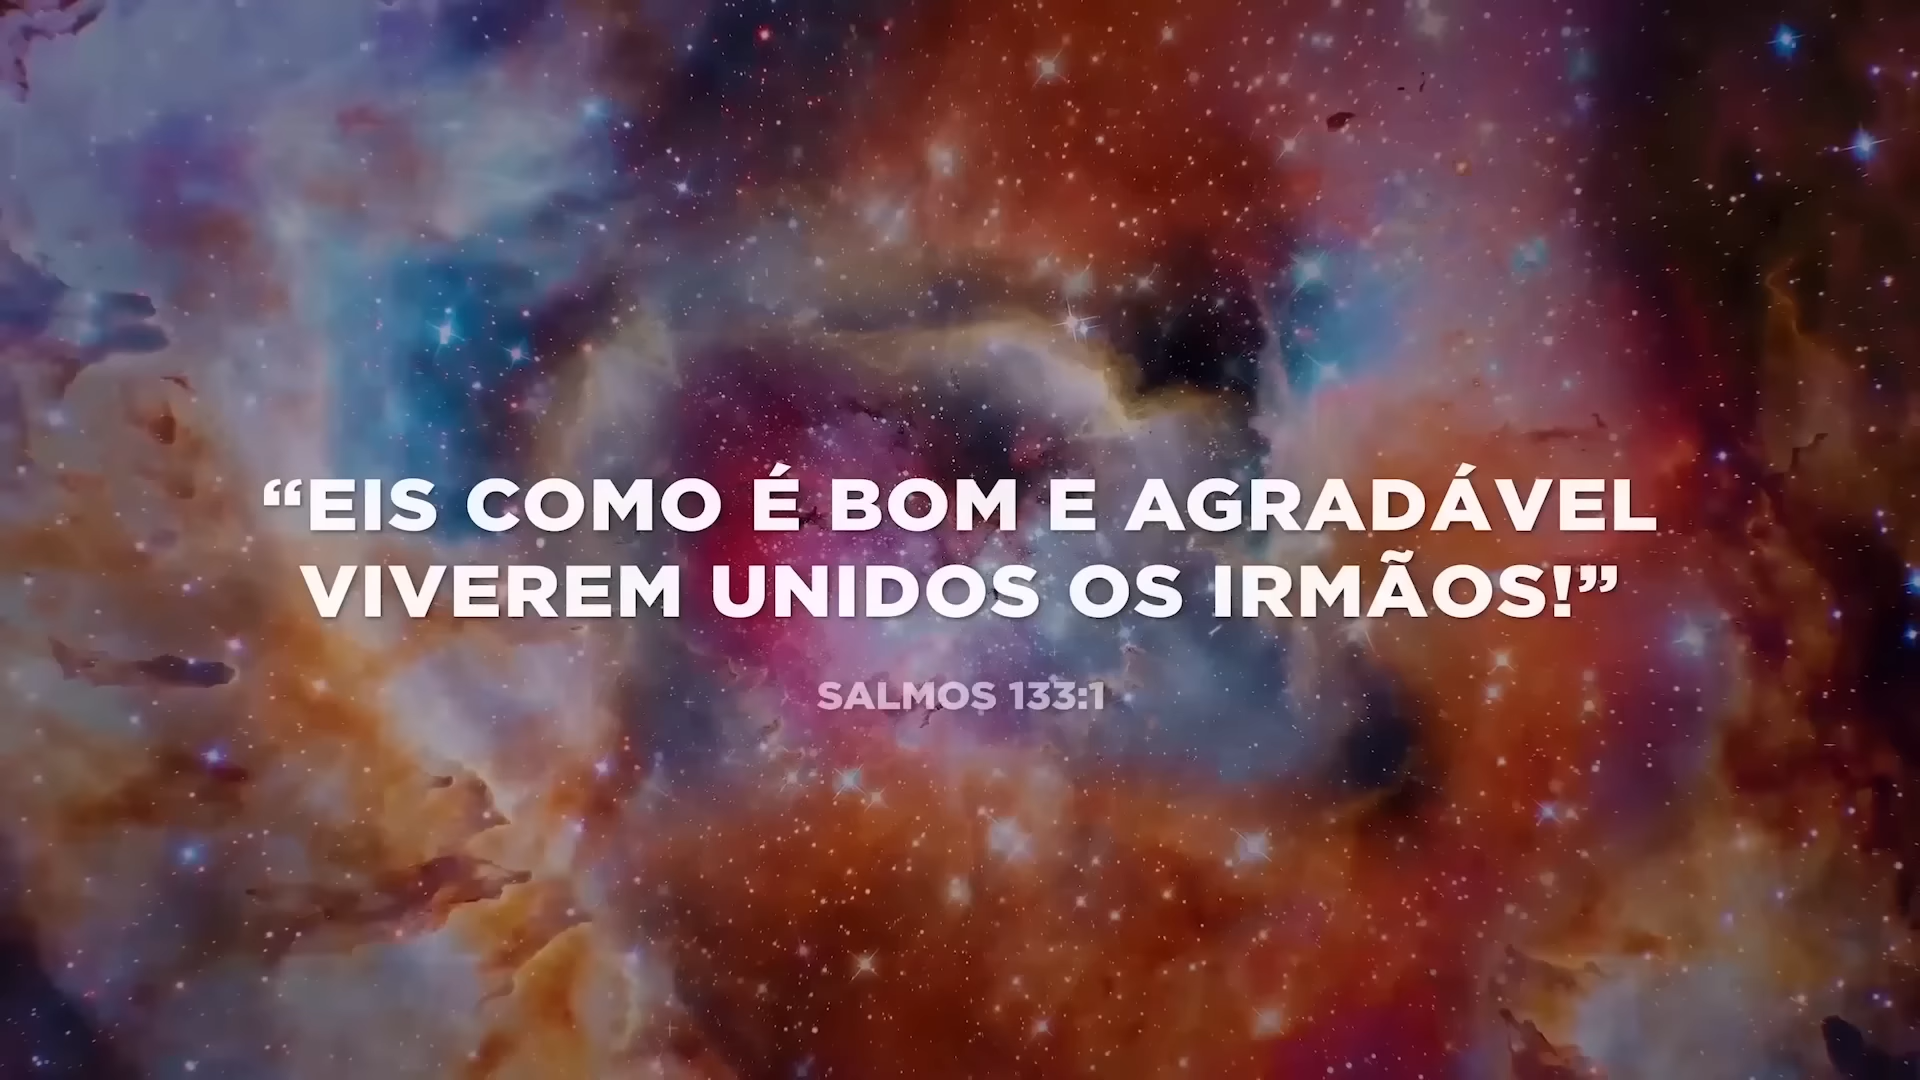 “EIS COMO É BOM E AGRADÁVEL
VIVEREM UNIDOS OS IRMÃOS!”
SALMOS 133:1